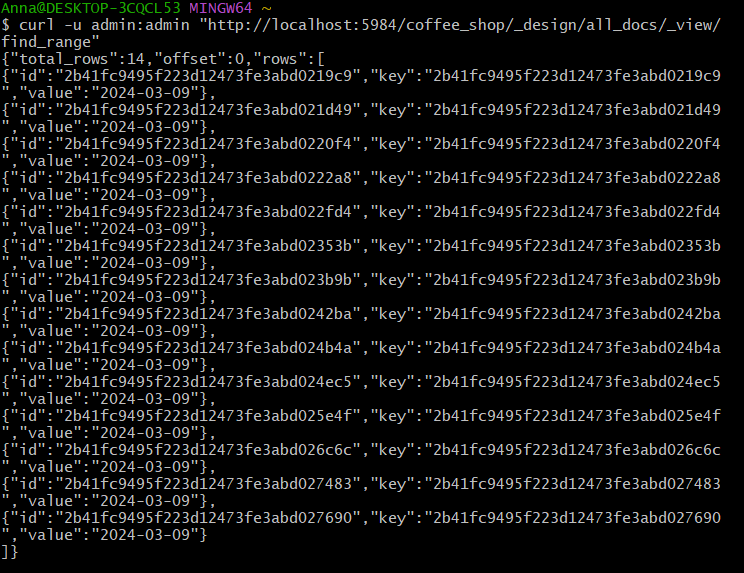 Anna@DESKTOP-3CQCL53 MINGW64 ~
$ curl -u admin:admin "http://localhost:5984/coffee_shop/_design/all_docs/_view/
find_range"
{"total_rows":14,"offset":0,"rows":[
{"id":"2b41fc9495f223d12473fe3abd0219c9","key":"2b41fc9495f223d12473fe3abd0219c9
","value":"2024-03-09"},
{"id":"2b41fc9495f223d12473fe3abd021d49","key":"2b41fc9495f223d12473fe3abd021d49
","value":"2024-03-09"},
{"id":"2b41fc9495f223d12473fe3abd0220f4","key":"2b41fc9495f223d12473fe3abd0220f4
","value":"2024-03-09"},
{"id":"2b41fc9495f223d12473fe3abd0222a8","key":"2b41fc9495f223d12473fe3abd0222a8
","value":"2024-03-09"},
{"id":"2b41fc9495f223d12473fe3abd022fd4","key":"2b41fc9495f223d12473fe3abd022fd4
","value":"2024-03-09"},
{"id":"2b41fc9495f223d12473fe3abd02353b","key":"2b41fc9495f223d12473fe3abd02353b
","value":"2024-03-09"},
{"id":"2b41fc9495f223d12473fe3abd023b9b","key":"2b41fc9495f223d12473fe3abd023b9b
","value":"2024-03-09"},
{"id":"2b41fc9495f223d12473fe3abd0242ba","key":"2b41fc9495f223d12473fe3abd0242ba
","value":"2024-03-09"},
{"id":"2b41fc9495f223d12473fe3abd024b4a","key":"2b41fc9495f223d12473fe3abd024b4a
","value":"2024-03-09"},
{"id":"2b41fc9495f223d12473fe3abd024ec5","key":"2b41fc9495f223d12473fe3abd024ec5
","value":"2024-03-09"},
{"id":"2b41fc9495f223d12473fe3abd025e4f","key":"2b41fc9495f223d12473fe3abd025e4f
","value":"2024-03-09"},
{"id":"2b41fc9495f223d12473fe3abd026c6c","key":"2b41fc9495f223d12473fe3abd026c6c
","value":"2024-03-09"},
{"id":"2b41fc9495f223d12473fe3abd027483","key":"2b41fc9495f223d12473fe3abd027483
","value":"2024-03-09"},
{"id":"2b41fc9495f223d12473fe3abd027690","key":"2b41fc9495f223d12473fe3abd027690
","value":"2024-03-09"}
]}